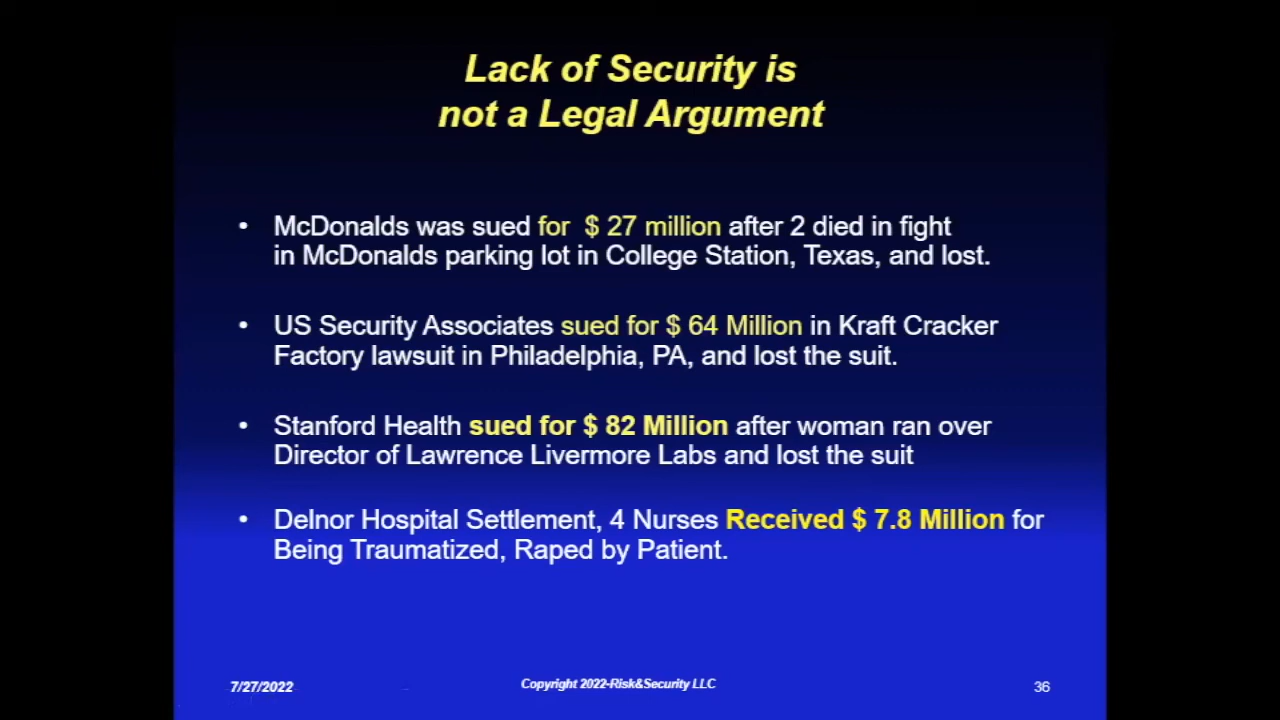 Lack of Security is
not a Legal Argument
• McDonalds was sued for $ 27 million after 2 died in fight
in McDonalds parking lot in College Station, Texas, and lost.
• US Security Associates sued for $ 64 Million in Kraft Cracker
Factory lawsuit in Philadelphia, PA, and lost the suit.
• Stanford Health sued for $ 82 Million after woman ran over
Director of Lawrence Livermore Labs and lost the suit
• Delnor Hospital Settlement, 4 Nurses Received $ 7.8 Million for
Being Traumatized, Raped by Patient.
7/27/2022 Copyright 2022-Risk&Security LLC 36